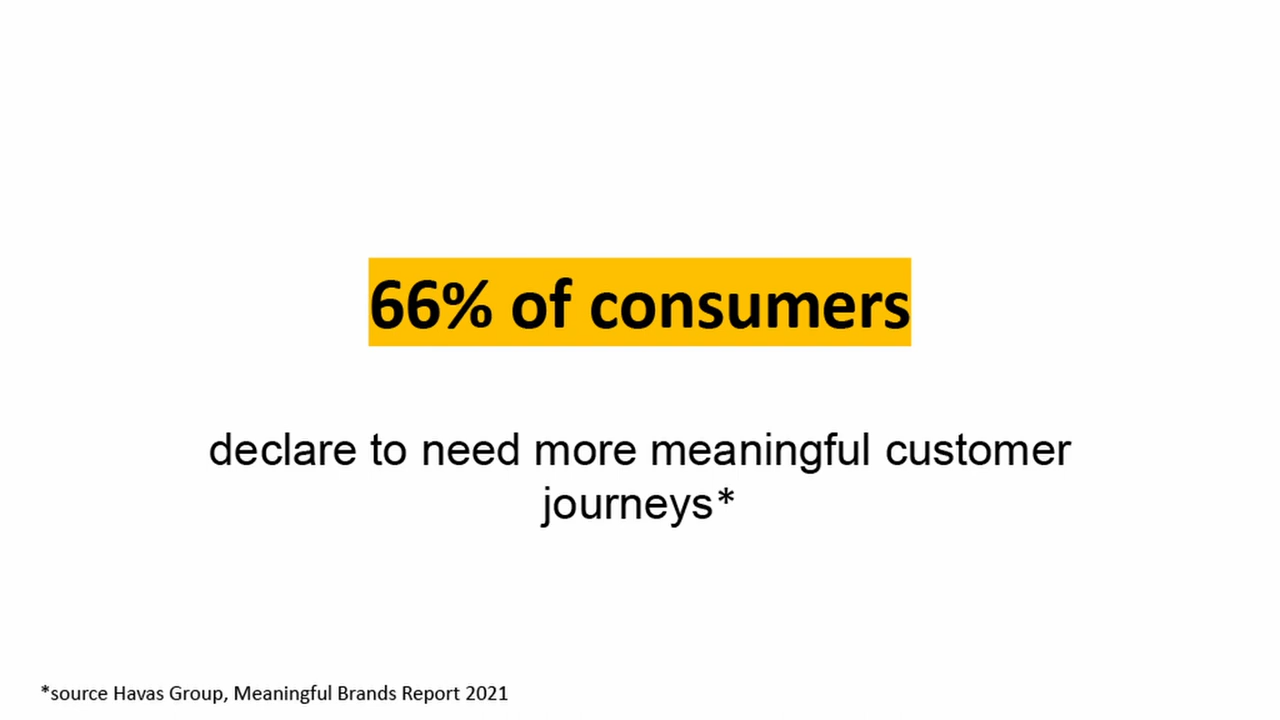 66% of consumers
declare to need more meaningful customer
journeys*
*source Havas Group, Meaningful Brands Report 2021